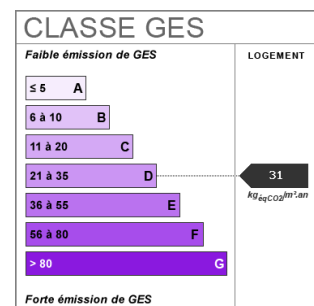 CLASSE GES
Faible émission de GES
LOGEMENT
≤ 5 A
6 à 10 B
11 à 20 C
21 à 35 D
31
kgéqCO2/m².an
36 à 55 E
56 à 80 F
> 80 G
Forte émission de GES